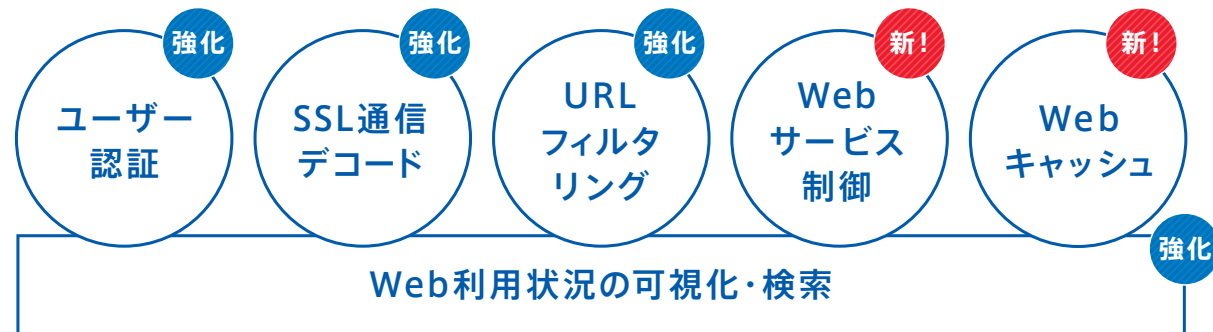 強化
ユーザー
認証
強化
SSL通信
デコード
強化
URL
フィルタ
リング
新!
Web
サービス
制御
新!
Web
キャッシュ
強化
Web利用状況の可視化・検索